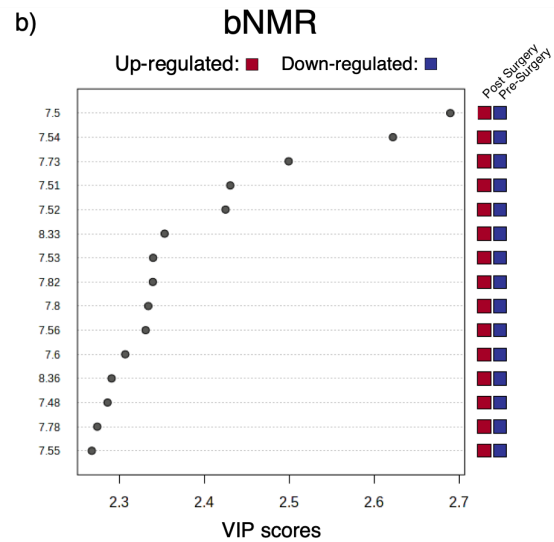 b)
bNMR
Up-regulated: Down-regulated:
Post Surgery
Pre-Surgery
7.5
7.54
7.73
7.51
7.52
8.33
7.53
7.82
7.8
7.56
7.6
8.36
7.48
7.78
7.55
2.3 2.4 2.5 2.6 2.7
VIP scores